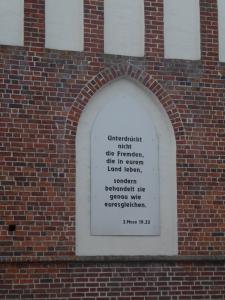 Unterdrückt
nicht
die Fremden,
die in eurem
Land leben,
sondern
behandelt sie
genau wie
euresgleichen.
3.Mose 19.33